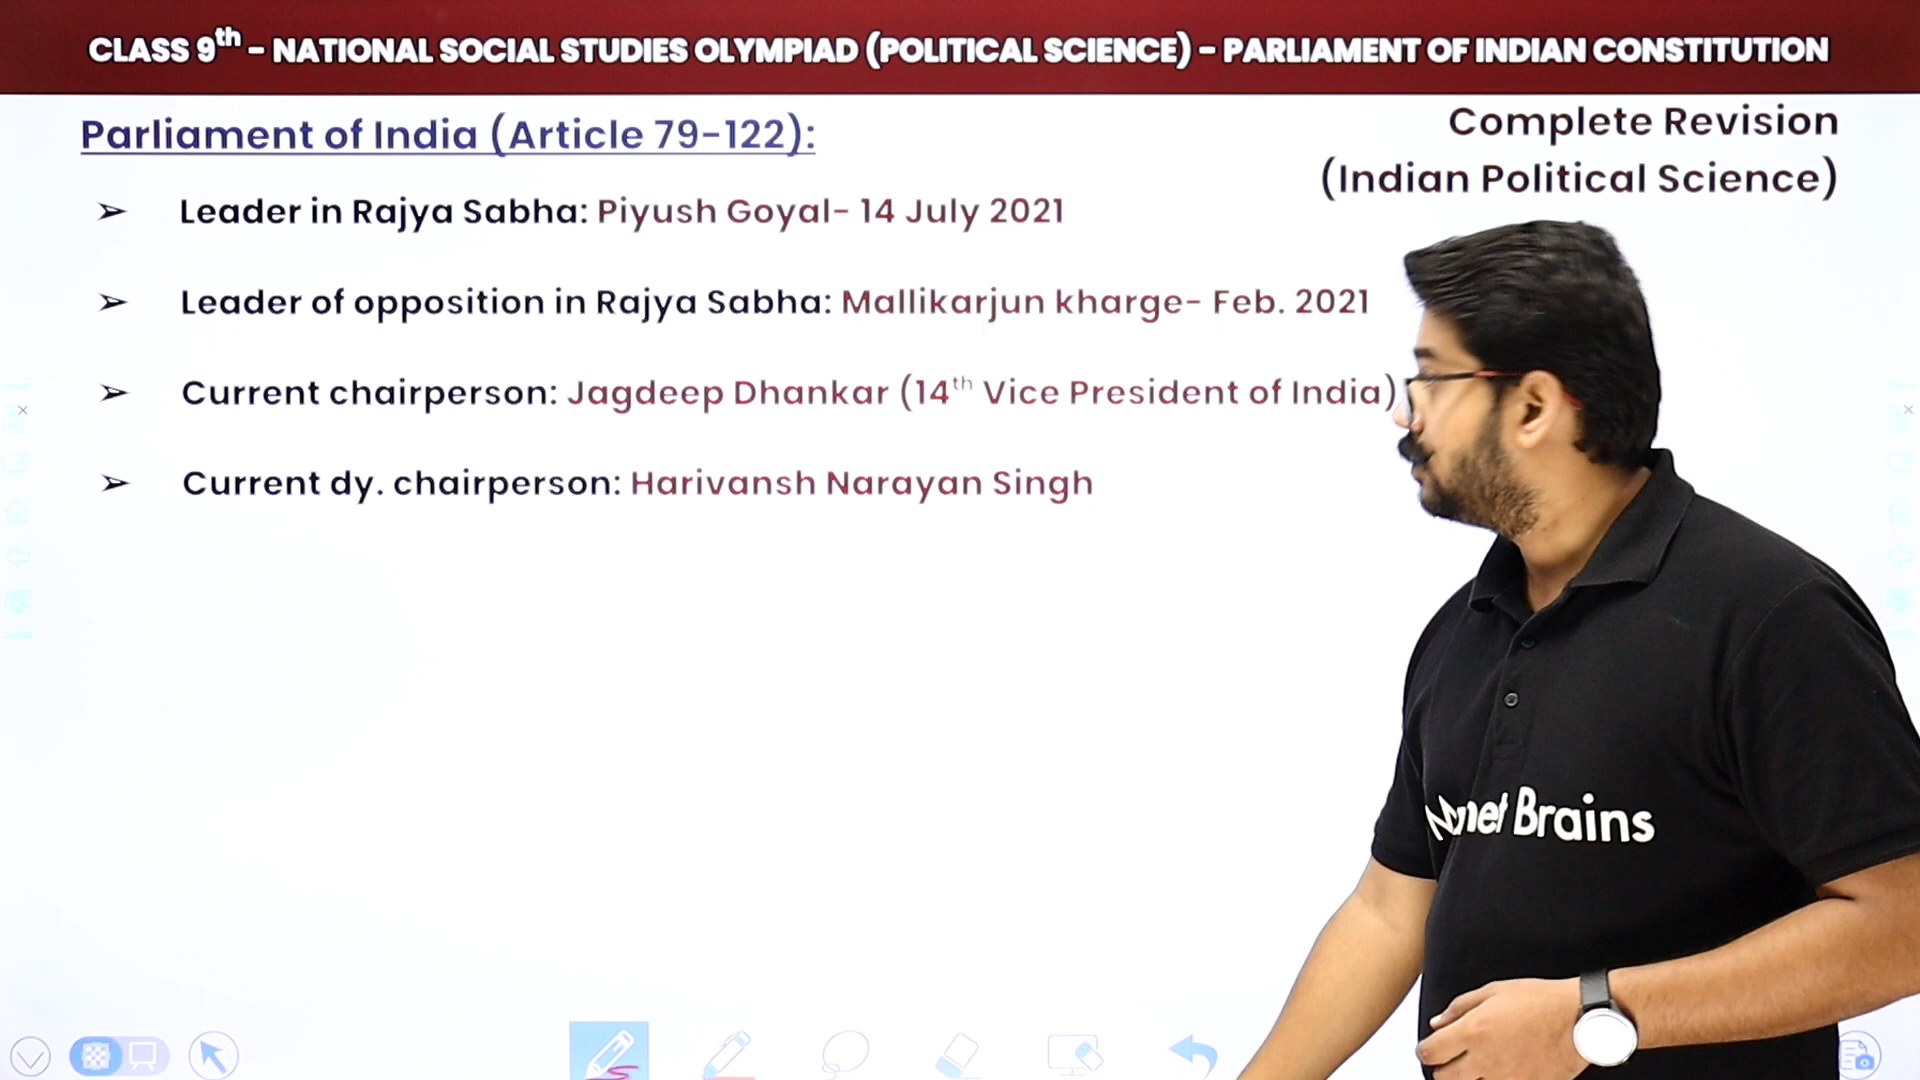 CLASS 9th – NATIONAL SOCIAL STUDIES OLYMPIAD (POLITICAL SCIENCE) – PARLIAMENT OF INDIAN CONSTITUTION
Parliament of India (Article 79-122):
Complete Revision
(Indian Political Science)
➢ Leader in Rajya Sabha: Piyush Goyal- 14 July 2021
➢ Leader of opposition in Rajya Sabha: Mallikarjun kharge- Feb. 2021
➢ Current chairperson: Jagdeep Dhankar (14th Vice President of India)
➢ Current dy. chairperson: Harivansh Narayan Singh
Brains